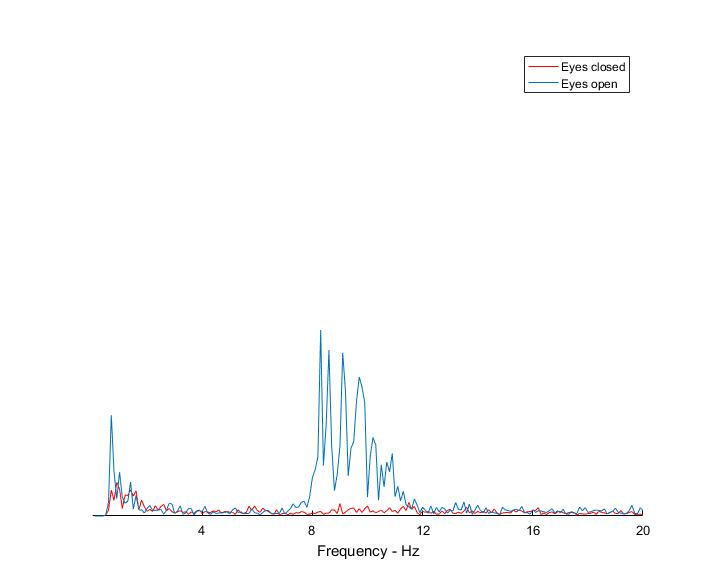 Eyes closed
Eyes open
4 8 12 16 20
Frequency - Hz